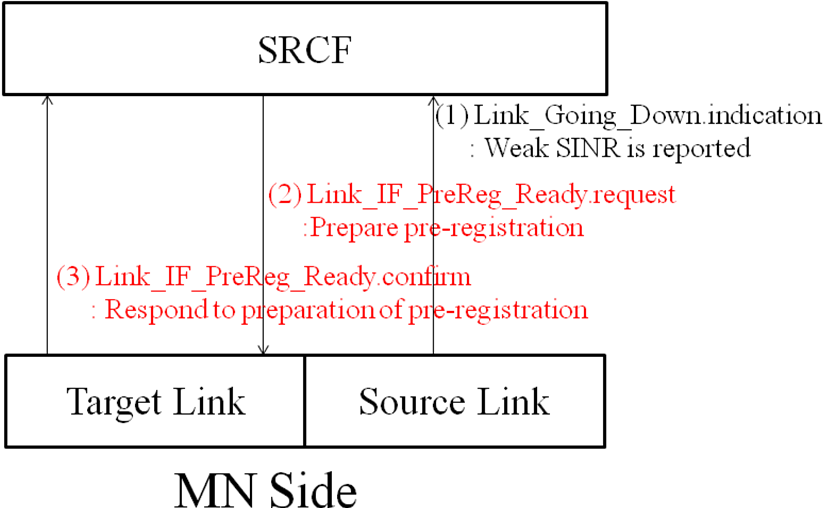 SRCF
(1) Link_Going_Down.indication
: Weak SINR is reported
(2) Link_IF_PreReg_Ready.request
:Prepare pre-registration
(3) Link_IF_PreReg_Ready.confirm
: Respond to preparation of pre-registration
Target Link
Source Link
MN Side